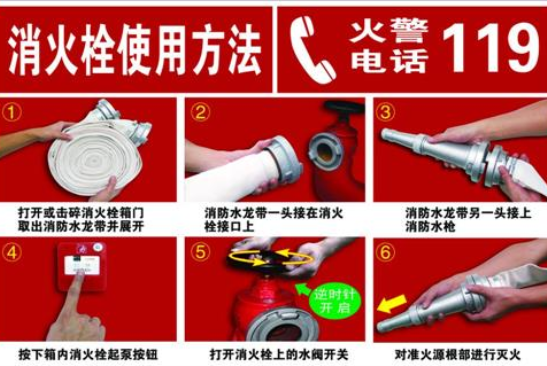 消火栓使用方法
火警
电话 119
①
打开或击碎消火栓箱门
取出消防水龙带并展开
②
消防水龙带一头接在消火
栓接口上
③
消防水龙带另一头接上
消防水枪
④
按下箱内消火栓起泵按钮
⑤
逆时针
开启
打开消火栓上的水阀开关
⑥
对准火源根部进行灭火